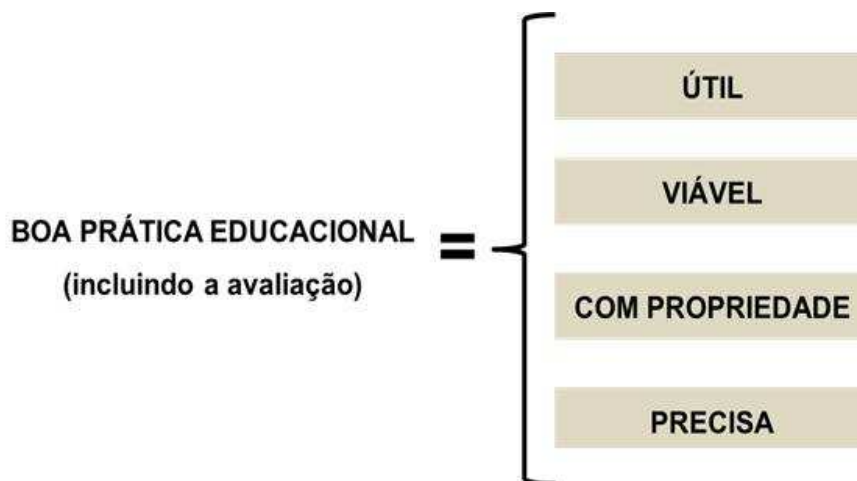 BOA PRÁTICA EDUCACIONAL
(incluindo a avaliação)
=
ÚTIL
VIÁVEL
COM PROPRIEDADE
PRECISA